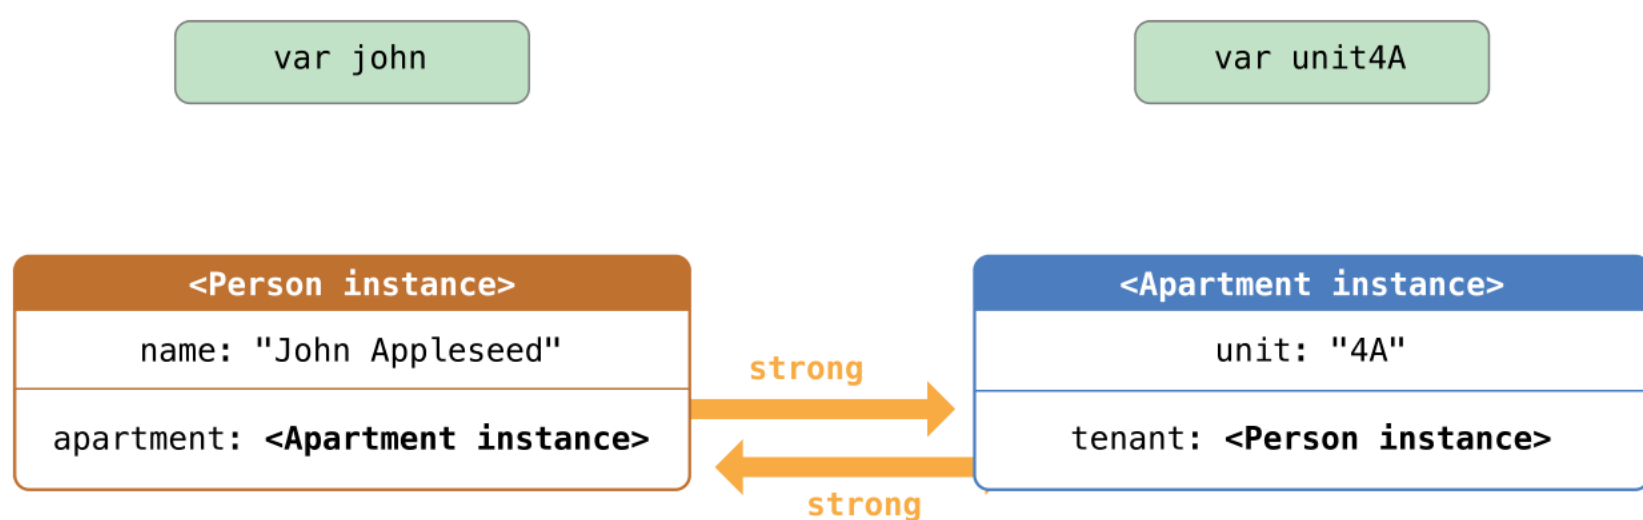 var john
var unit4A
<Person instance>
<Apartment instance>
name: "John Appleseed"
unit: "4A"
strong
apartment: <Apartment instance>
tenant: <Person instance>
strong